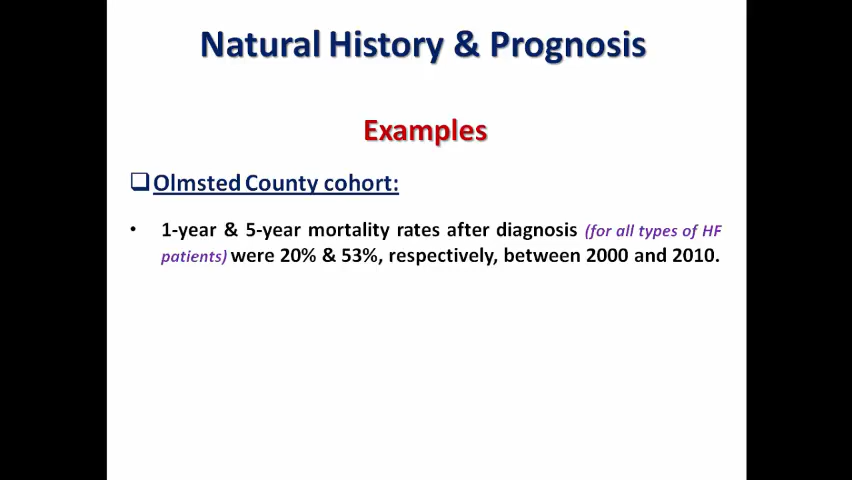 Natural History & Prognosis
Examples
❑Olmsted County cohort:
• 1-year & 5-year mortality rates after diagnosis (for all types of HF
patients) were 20% & 53%, respectively, between 2000 and 2010.